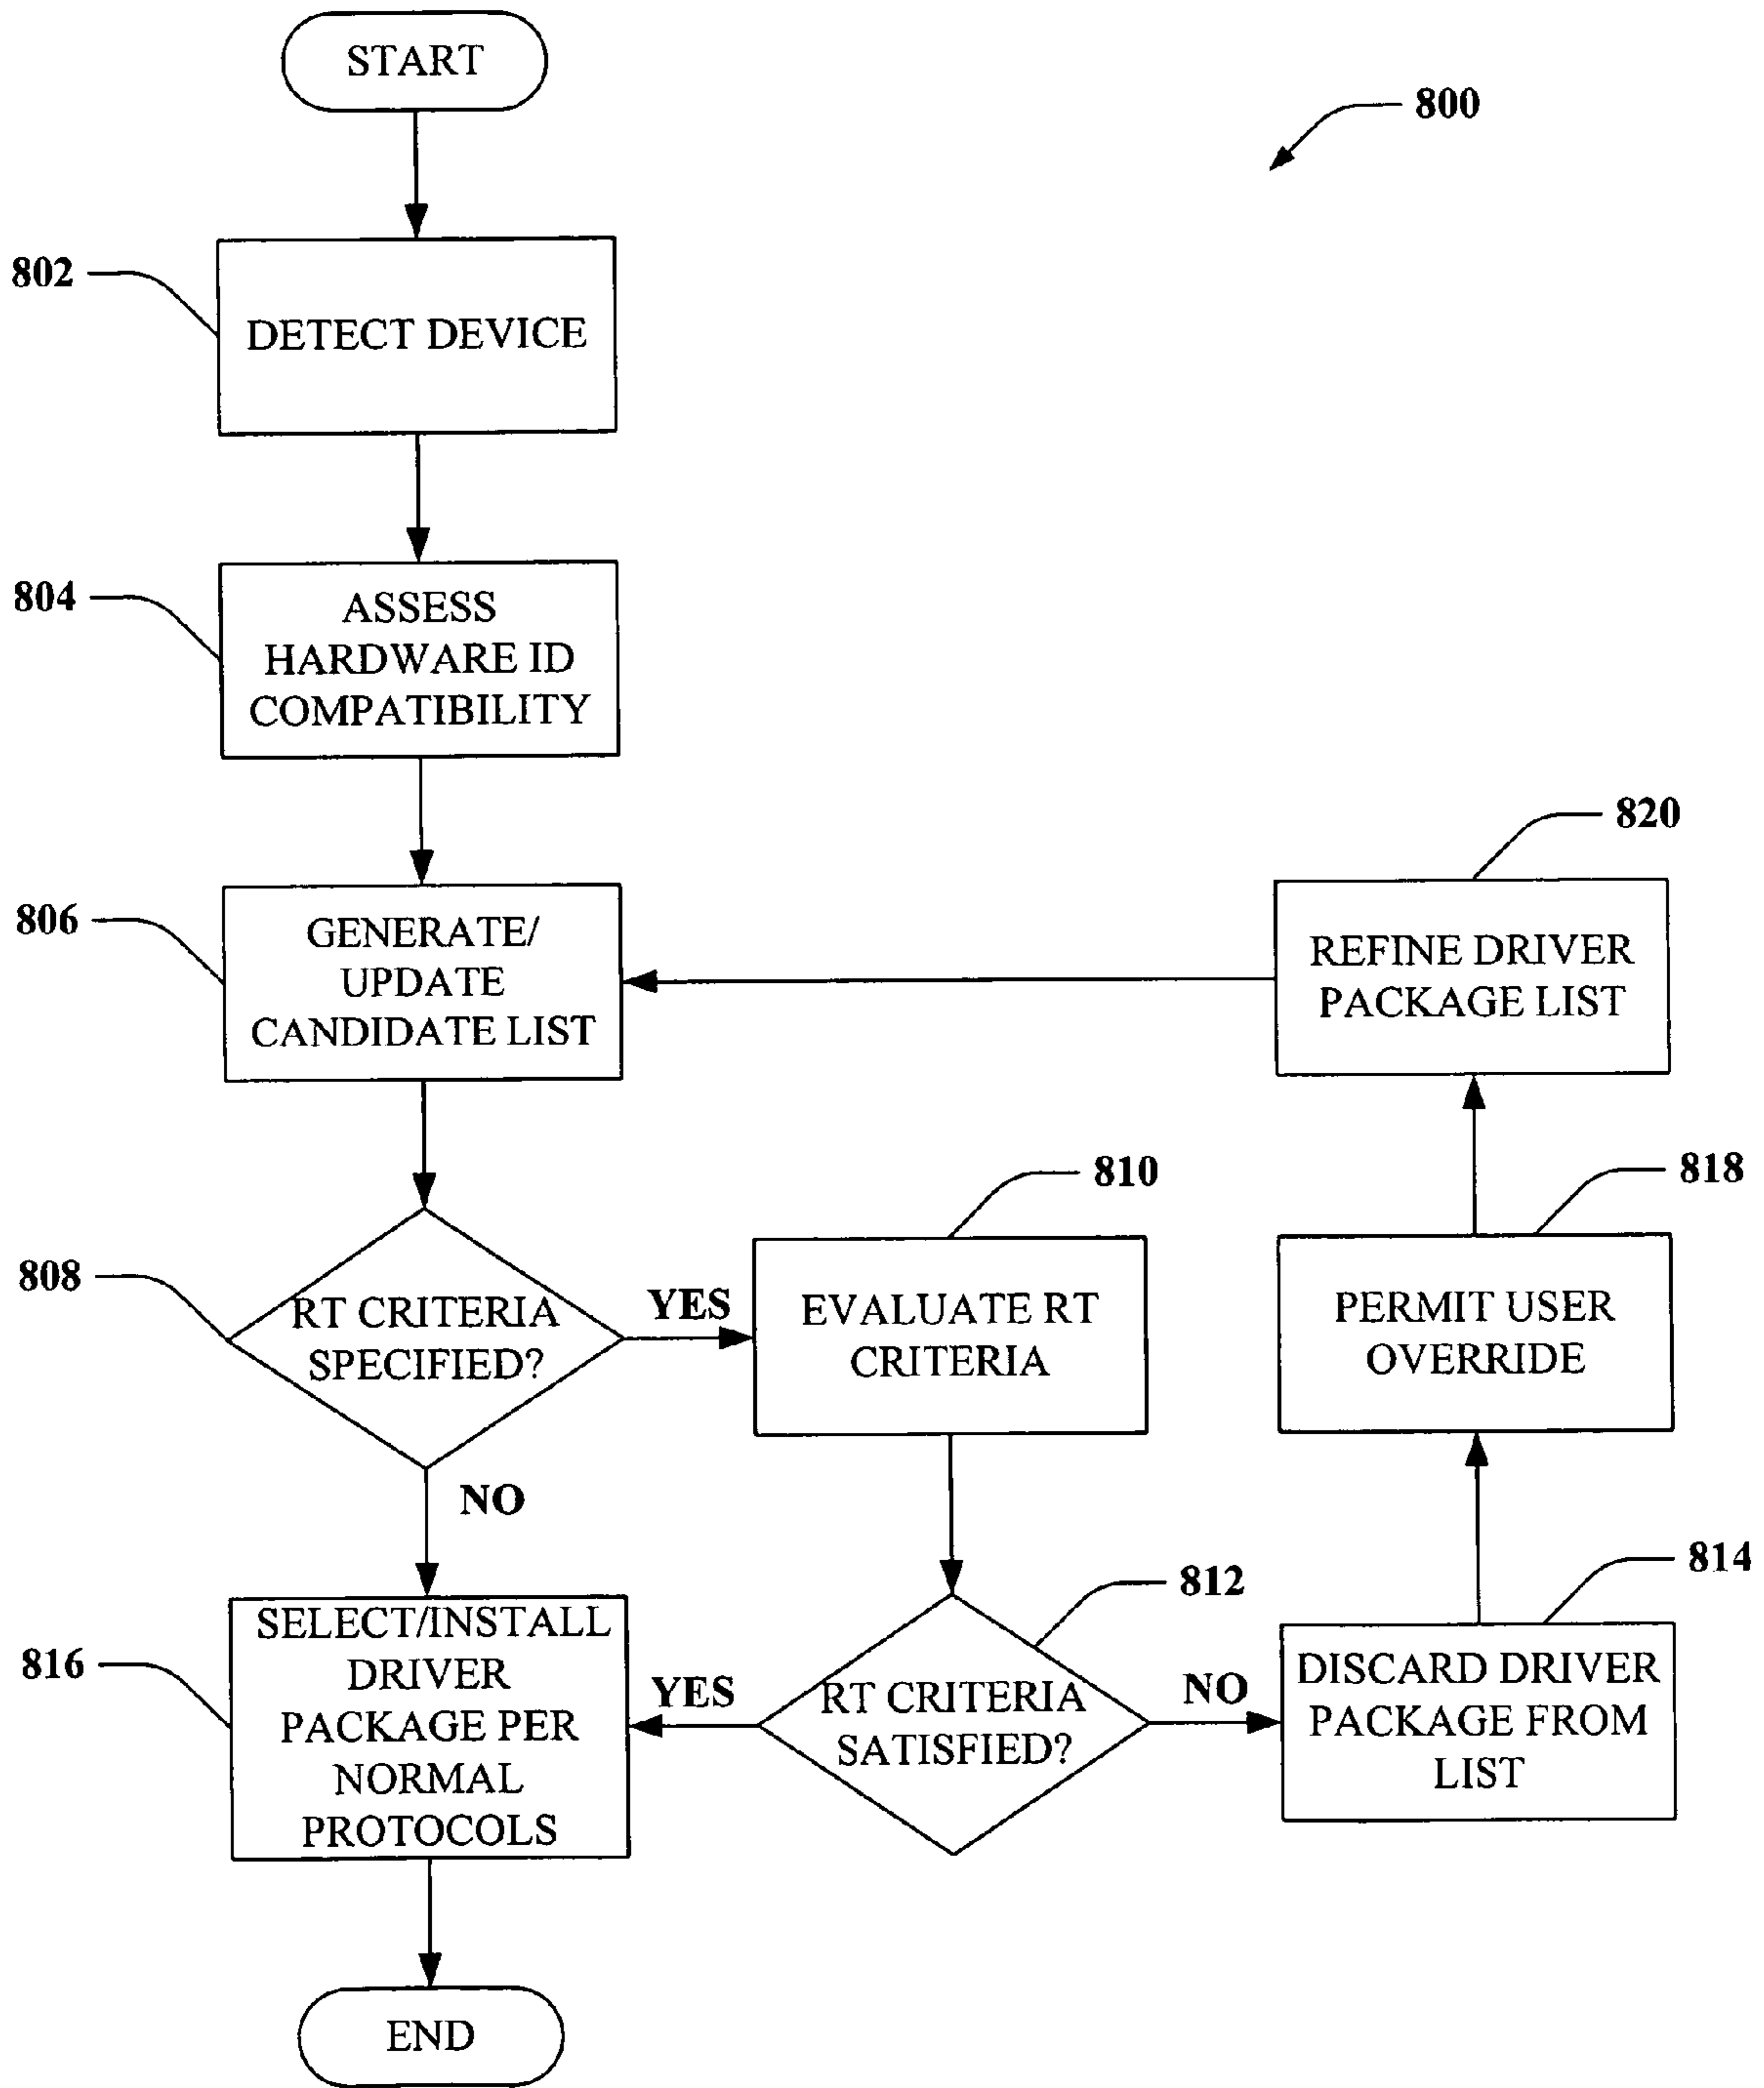 START
800
802
DETECT DEVICE
804
ASSESS
HARDWARE ID
COMPATIBILITY
820
806
GENERATE/
UPDATE
CANDIDATE LIST
REFINE DRIVER
PACKAGE LIST
810
818
808
RT CRITERIA
SPECIFIED?
YES
EVALUATE RT
CRITERIA
PERMIT USER
OVERRIDE
NO
812
814
816
SELECT/INSTALL
DRIVER
PACKAGE PER
NORMAL
PROTOCOLS
YES
RT CRITERIA
SATISFIED?
NO
DISCARD DRIVER
PACKAGE FROM
LIST
END